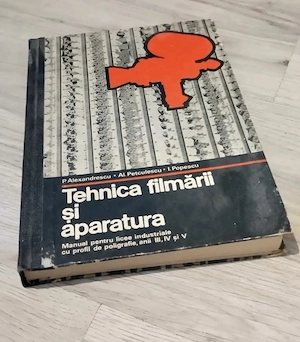 P. Alexandrescu • Al. Petculescu • I. Popescu
Tehnica filmării
și
aparatura
Manual pentru licee industriale
cu profil de poligrafie, anii III, IV și V